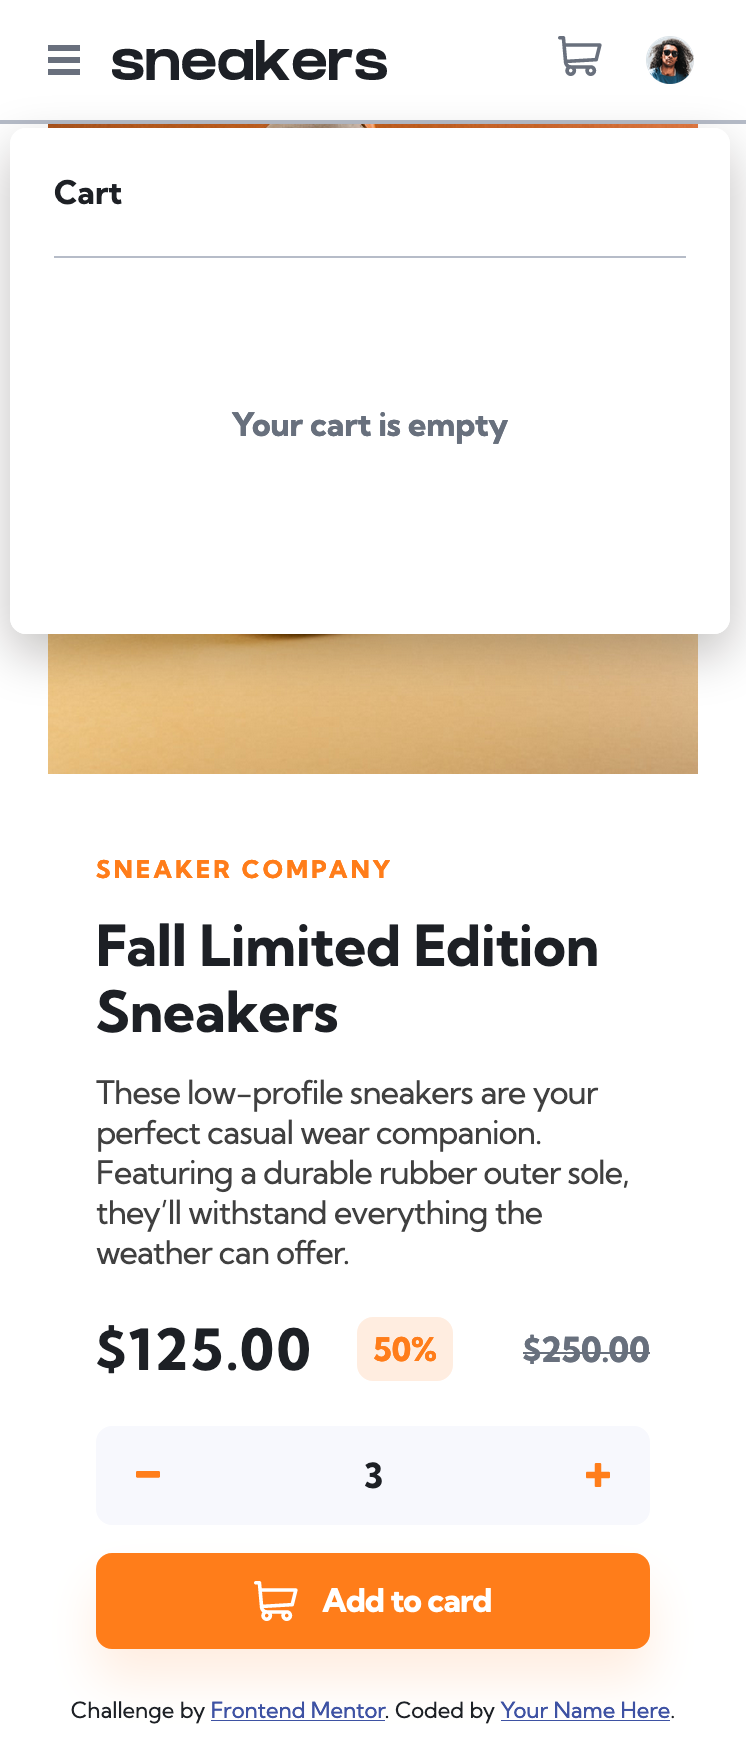 sneakers
Cart
Your cart is empty
SNEAKER COMPANY
Fall Limited Edition
Sneakers
These low-profile sneakers are your
perfect casual wear companion.
Featuring a durable rubber outer sole,
they’ll withstand everything the
weather can offer.
$125.00 50% $250.00
3
Add to card
Challenge by Frontend Mentor. Coded by Your Name Here.